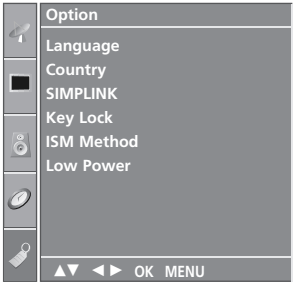 Option
Language
Country
SIMPLINK
Key Lock
ISM Method
Low Power
▲▼ ◄► OK MENU